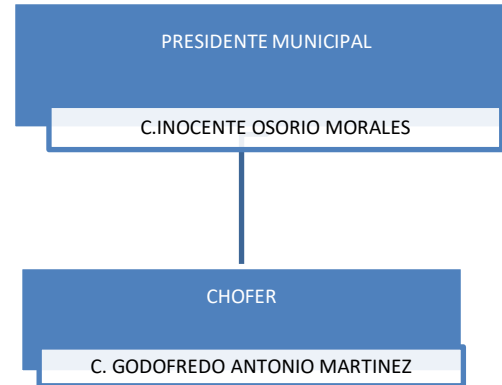 PRESIDENTE MUNICIPAL
C.INOCENTE OSORIO MORALES
CHOFER
C. GODOFREDO ANTONIO MARTINEZ